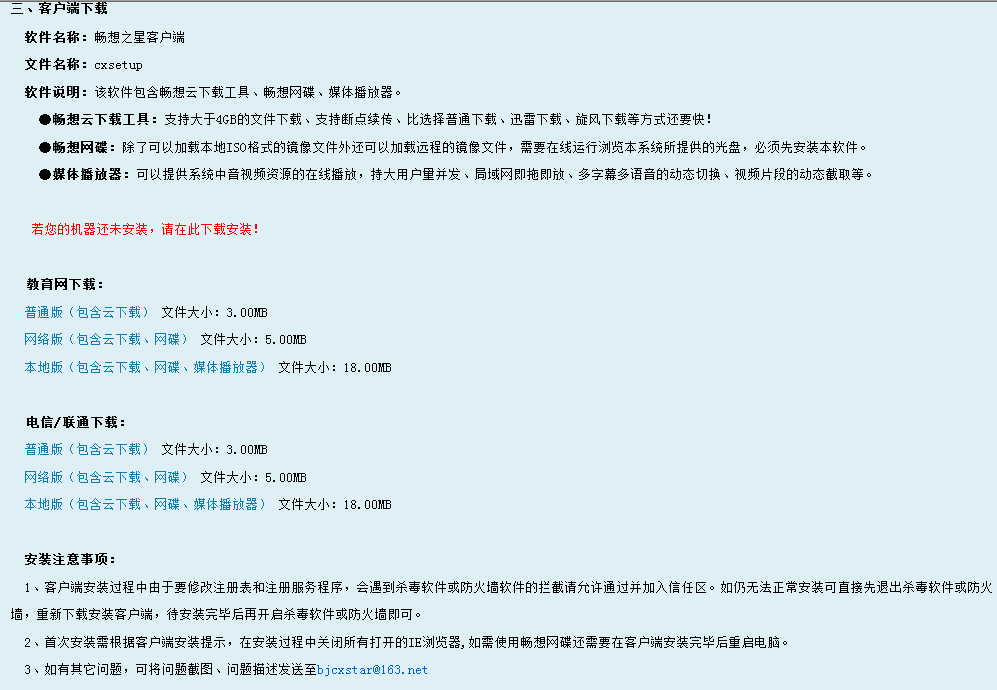 三、客户端下载
软件名称：畅想之星客户端
文件名称：cxsetup
软件说明：该软件包含畅想云下载工具、畅想网碟、媒体播放器。
●畅想云下载工具：支持大于4GB的文件下载、支持断点续传、比选择普通下载、迅雷下载、旋风下载等方式还要快！
●畅想网碟：除了可以加载本地ISO格式的镜像文件外还可以加载远程的镜像文件，需要在线运行浏览本系统所提供的光盘，必须先安装本软件。
●媒体播放器：可以提供系统中音视频资源的在线播放，持大用户量并发、局域网即拖即放、多字幕多语音的动态切换、视频片段的动态截取等。
若您的机器还未安装，请在此下载安装！
教育网下载：
普通版（包含云下载） 文件大小：3.00MB
网络版（包含云下载、网碟） 文件大小：5.00MB
本地版（包含云下载、网碟、媒体播放器） 文件大小：18.00MB
电信/联通下载：
普通版（包含云下载） 文件大小：3.00MB
网络版（包含云下载、网碟） 文件大小：5.00MB
本地版（包含云下载、网碟、媒体播放器） 文件大小：18.00MB
安装注意事项：
1、客户端安装过程中由于要修改注册表和注册服务程序，会遇到杀毒软件或防火墙软件的拦截请允许通过并加入信任区。如仍无法正常安装可直接先退出杀毒软件或防火
墙，重新下载安装客户端，待安装完毕后再开启杀毒软件或防火墙即可。
2、首次安装需根据客户端安装提示，在安装过程中关闭所有打开的IE浏览器,如需使用畅想网碟还需要在客户端安装完毕后重启电脑。
3、如有其它问题，可将问题截图、问题描述发送至bjcxstar@163.net